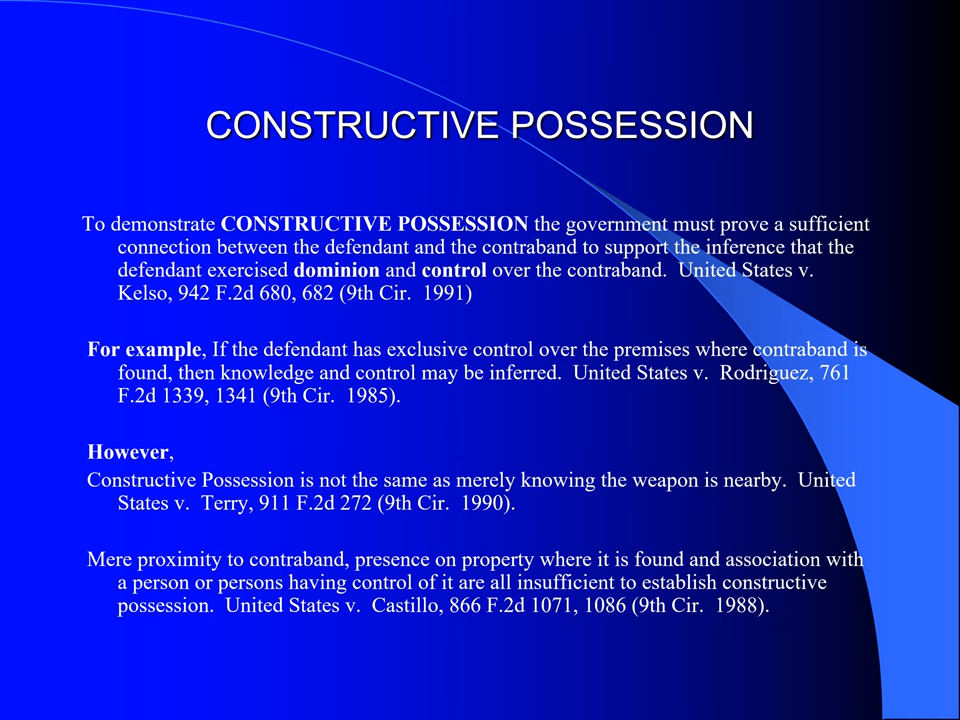 CONSTRUCTIVE POSSESSION
To demonstrate CONSTRUCTIVE POSSESSION the government must prove a sufficient
connection between the defendant and the contraband to support the inference that the
defendant exercised dominion and control over the contraband.  United States v.
Kelso, 942 F.2d 680, 682 (9th Cir.  1991)
For example, If the defendant has exclusive control over the premises where contraband is
found, then knowledge and control may be inferred.  United States v.  Rodriguez, 761
F.2d 1339, 1341 (9th Cir.  1985).
However,
Constructive Possession is not the same as merely knowing the weapon is nearby.  United
States v.  Terry, 911 F.2d 272 (9th Cir.  1990).
Mere proximity to contraband, presence on property where it is found and association with
a person or persons having control of it are all insufficient to establish constructive
possession.  United States v.  Castillo, 866 F.2d 1071, 1086 (9th Cir.  1988).